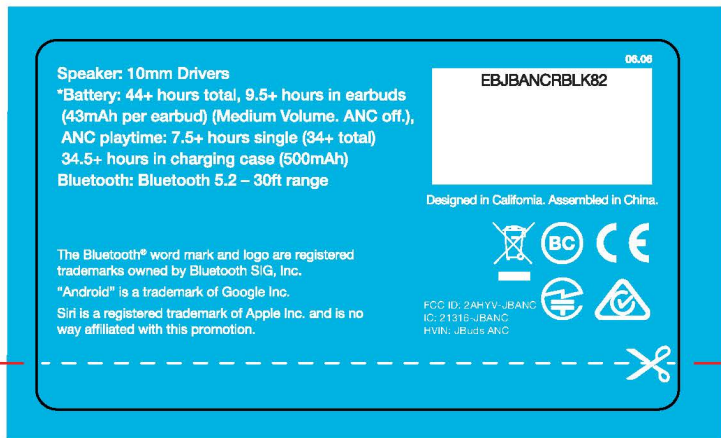 Speaker: 10mm Drivers
*Battery: 44+ hours total, 9.5+ hours in earbuds
(43mAh per earbud) (Medium Volume. ANC off.),
ANC playtime: 7.5+ hours single (34+ total)
34.5+ hours in charging case (500mAh)
Bluetooth: Bluetooth 5.2 – 30ft range
The Bluetooth® word mark and logo are registered
trademarks owned by Bluetooth SIG, Inc.
“Android” is a trademark of Google Inc.
Siri is a registered trademark of Apple Inc. and is no
way affiliated with this promotion.
06.06
EBJBANCRBLK82
Designed in California. Assembled in China.
BC
CE
FCC ID: 2AHYV-JBANC
IC: 21316-JBANC
HVIN: JBuds ANC